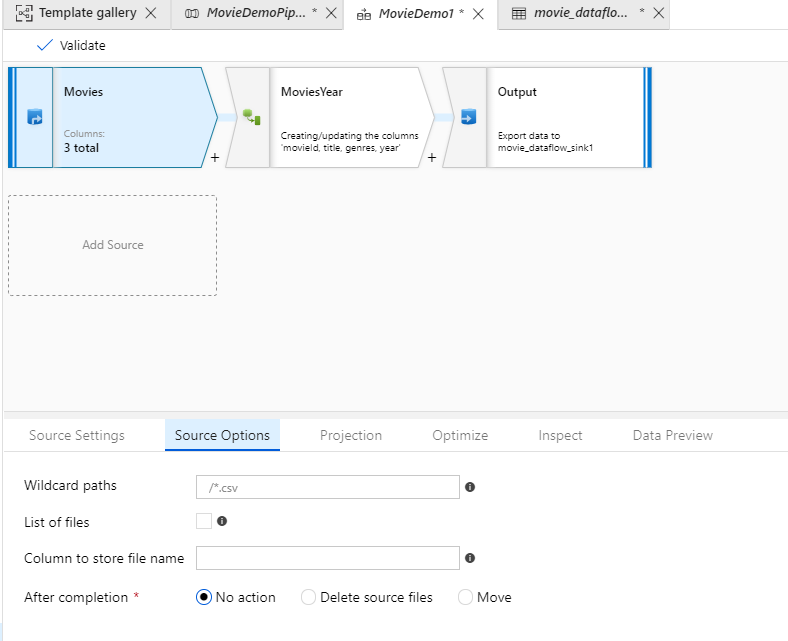 Template gallery
MovieDemoPip... *
MovieDemo1 *
movie_dataflo... *
Validate
Movies
Columns:
3 total
+
MoviesYear
Creating/updating the columns
'movieId, title, genres, year'
+
Output
Export data to
movie_dataflow_sink1
Add Source
Source Settings
Source Options
Projection
Optimize
Inspect
Data Preview
Wildcard paths
/*.csv
List of files
Column to store file name
After completion *
No action
Delete source files
Move